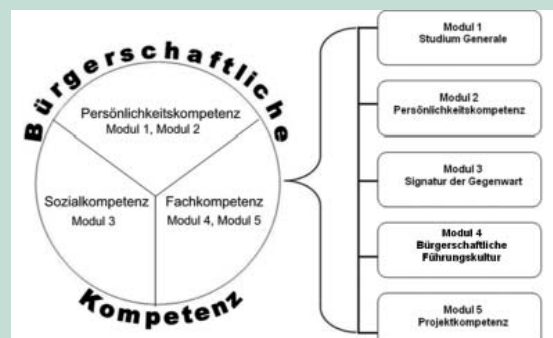 Bürgerschaftliche
Persönlichkeitskompetenz
Modul 1, Modul 2
Sozialkompetenz
Modul 3
Fachkompetenz
Modul 4, Modul 5
Kompetenz
Modul 1
Studium Generale
Modul 2
Persönlichkeitskompetenz
Modul 3
Signatur der Gegenwart
Modul 4
Bürgerschaftliche
Führungskultur
Modul 5
Projektkompetenz